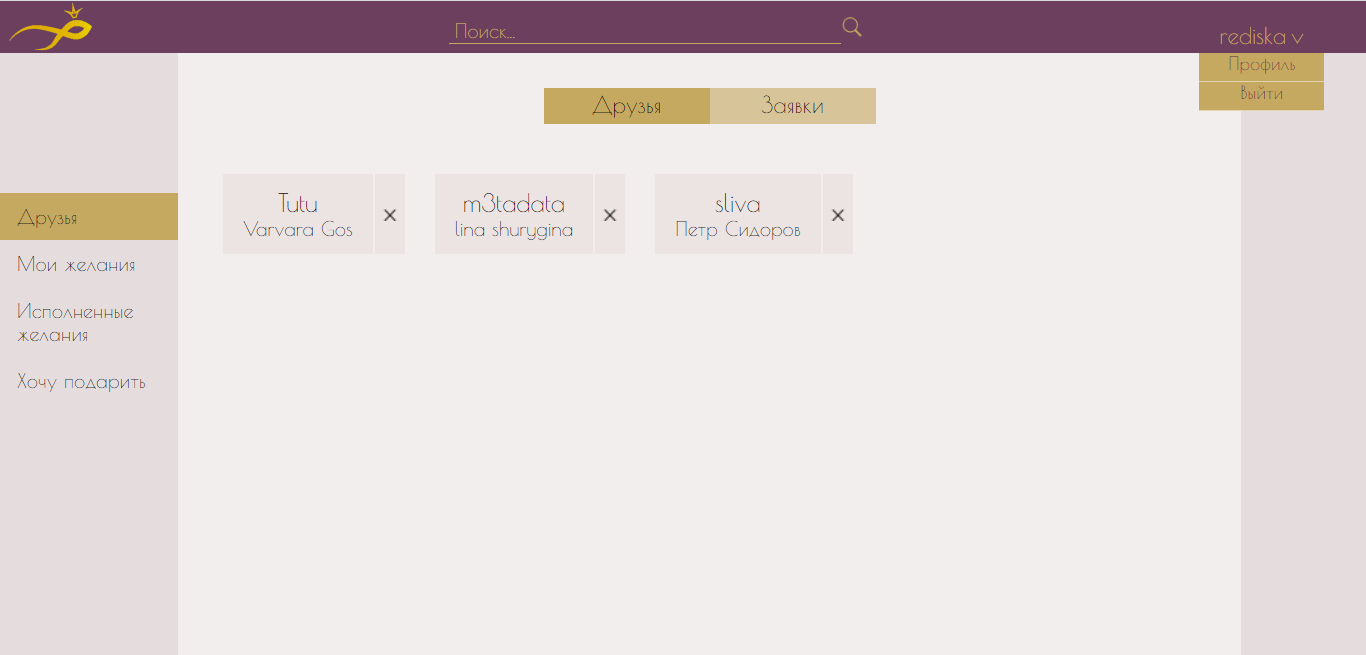 Поиск...
rediska v
Профиль
Выйти
Друзья
Заявки
Tutu
Varvara Gos
×
m3tadata
lina shurygina
×
sliva
Петр Сидоров
×
Друзья
Мои желания
Исполненные
желания
Хочу подарить